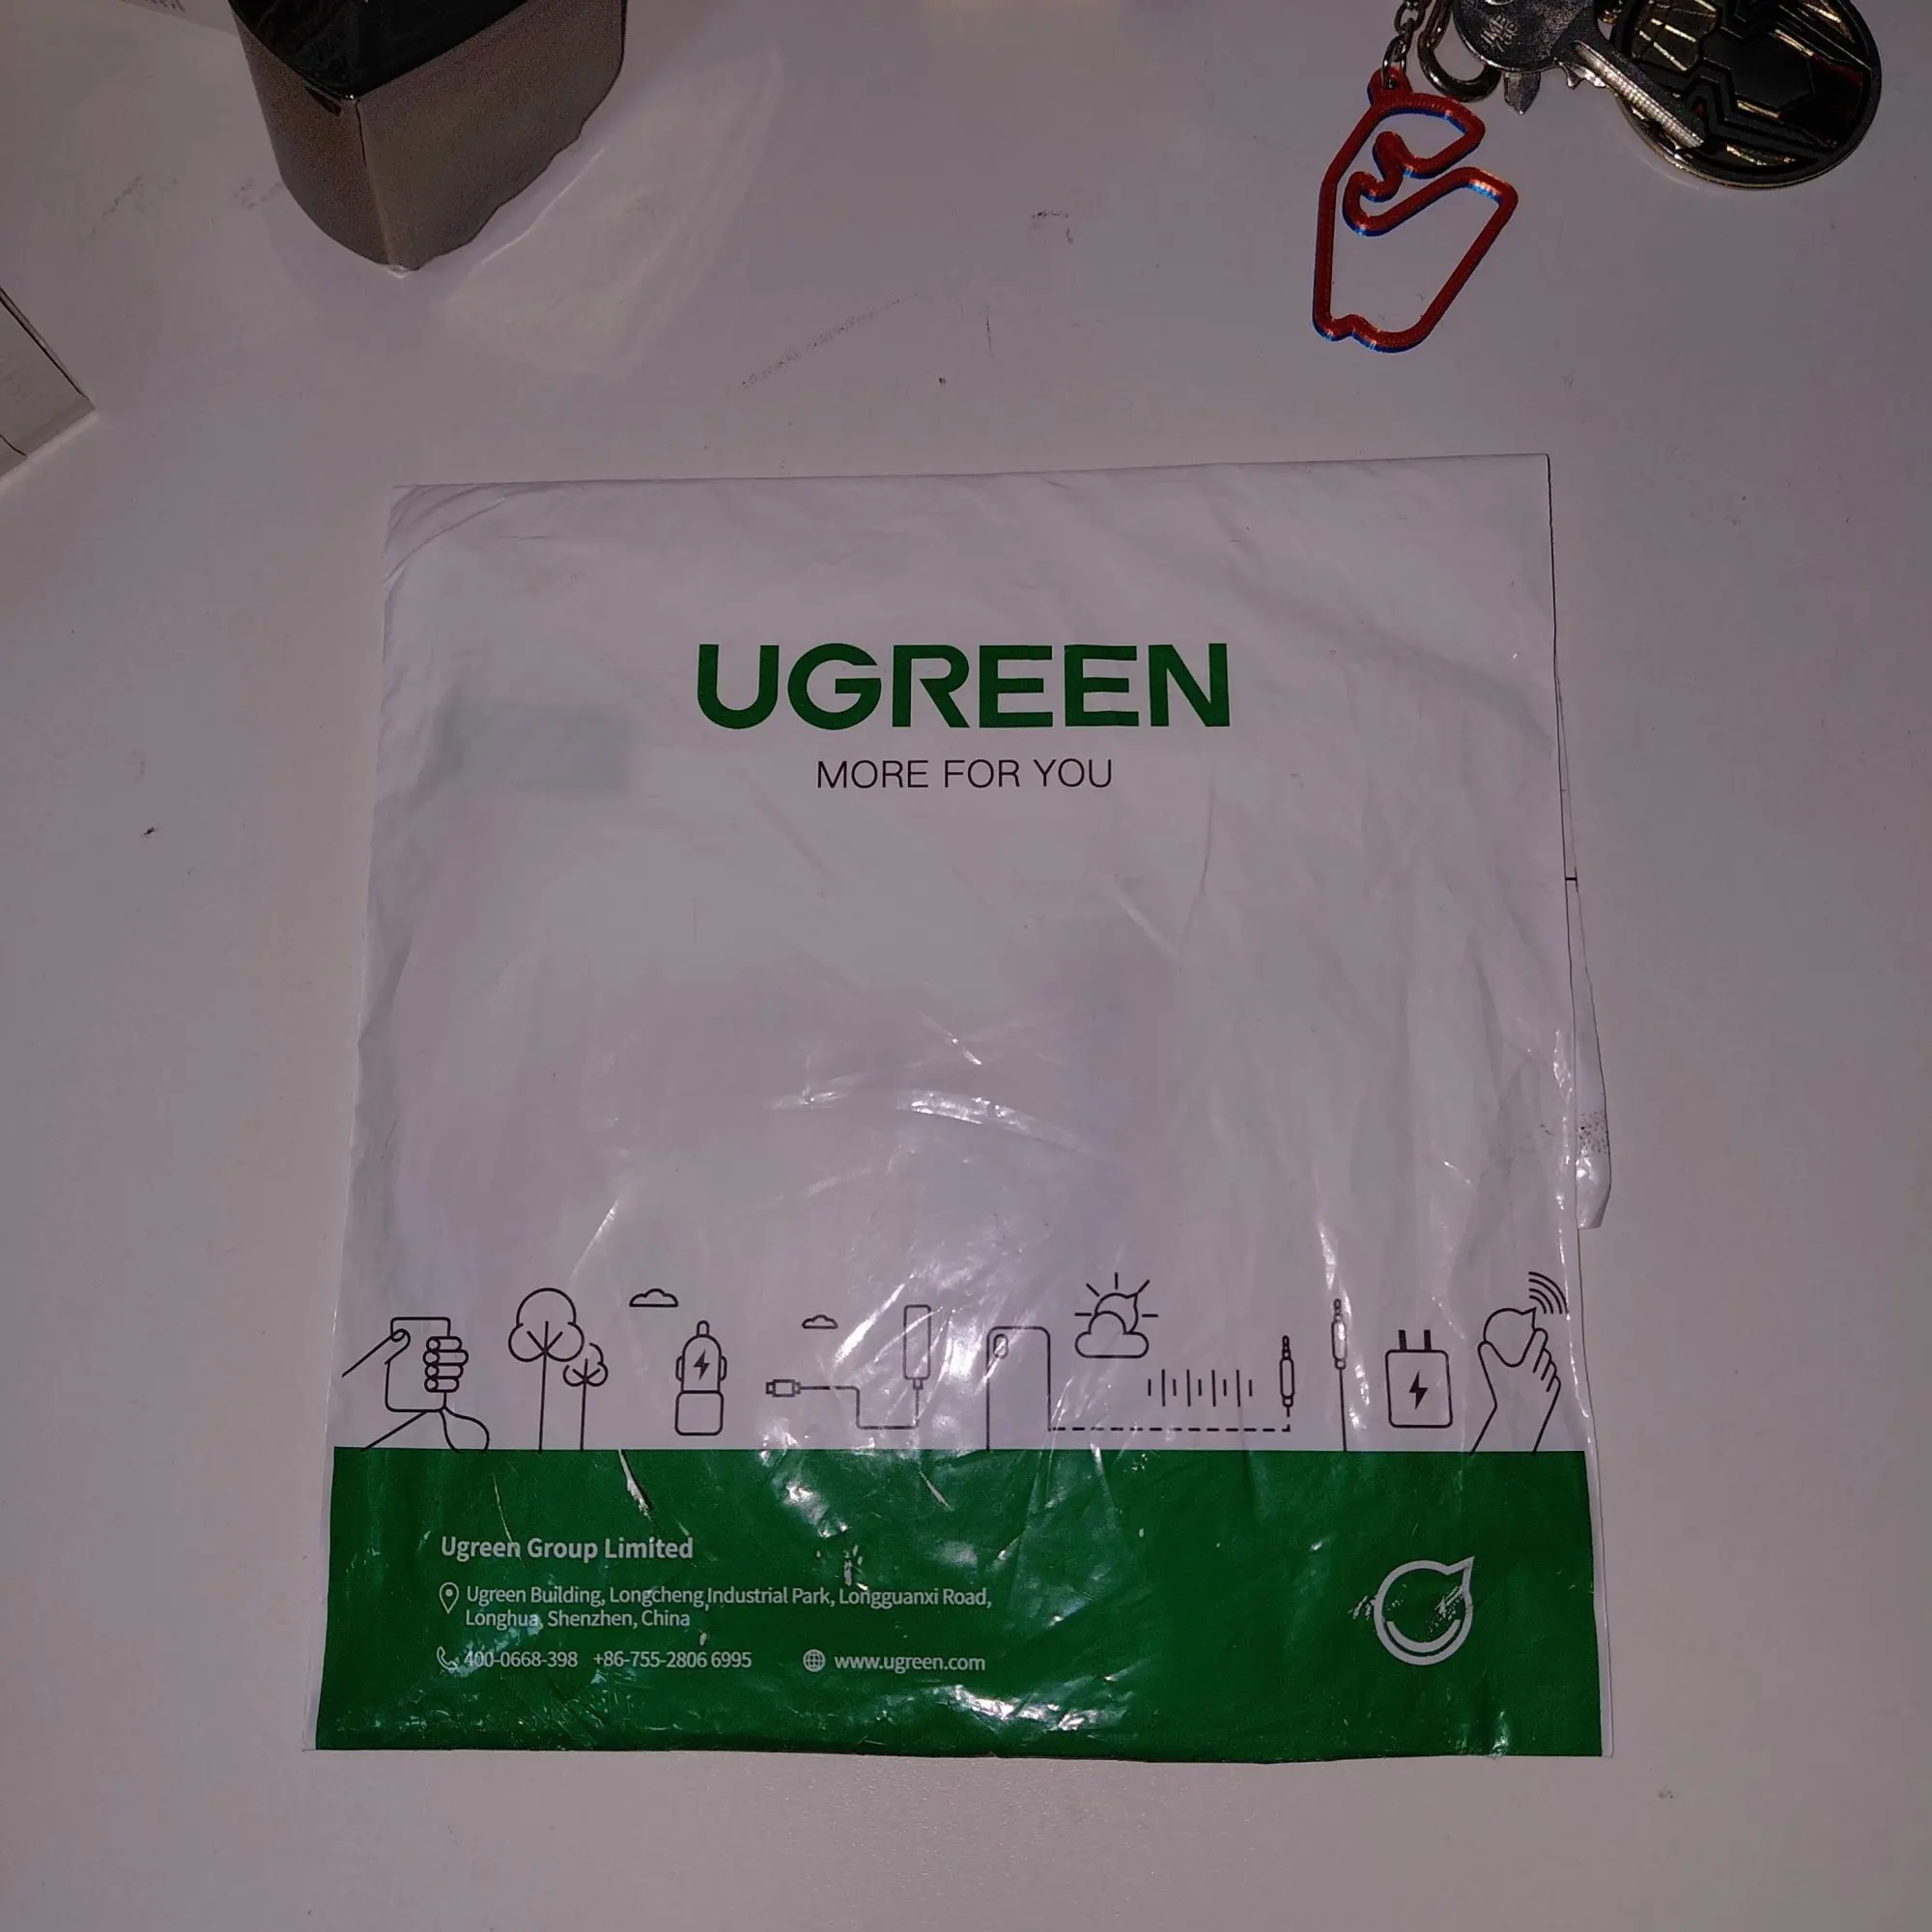 UGREEN
MORE FOR YOU
Ugreen Group Limited
Ugreen Building, Longcheng Industrial Park, Longguanxi Road,
Longhua, Shenzhen, China
400-0668-398 +86-755-2806 6995 www.ugreen.com